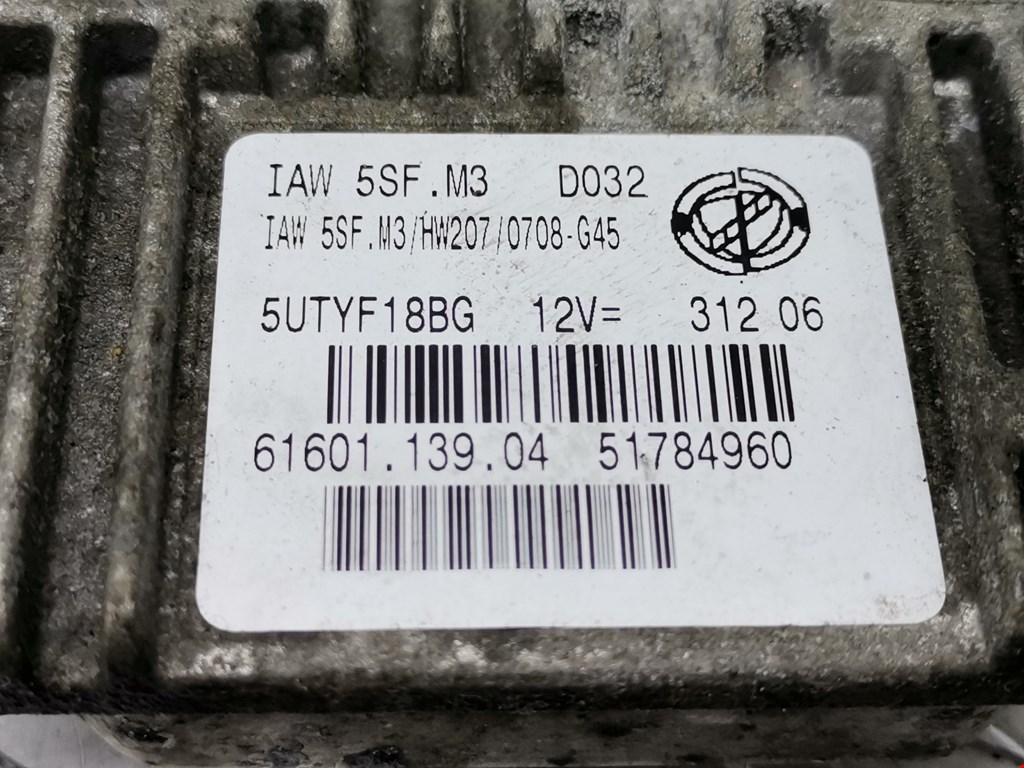 IAW 5SF.M3 D032
IAW 5SF.M3/HW207/0708-G45
5UTYF18BG 12V= 312 06
61601.139.04 51784960